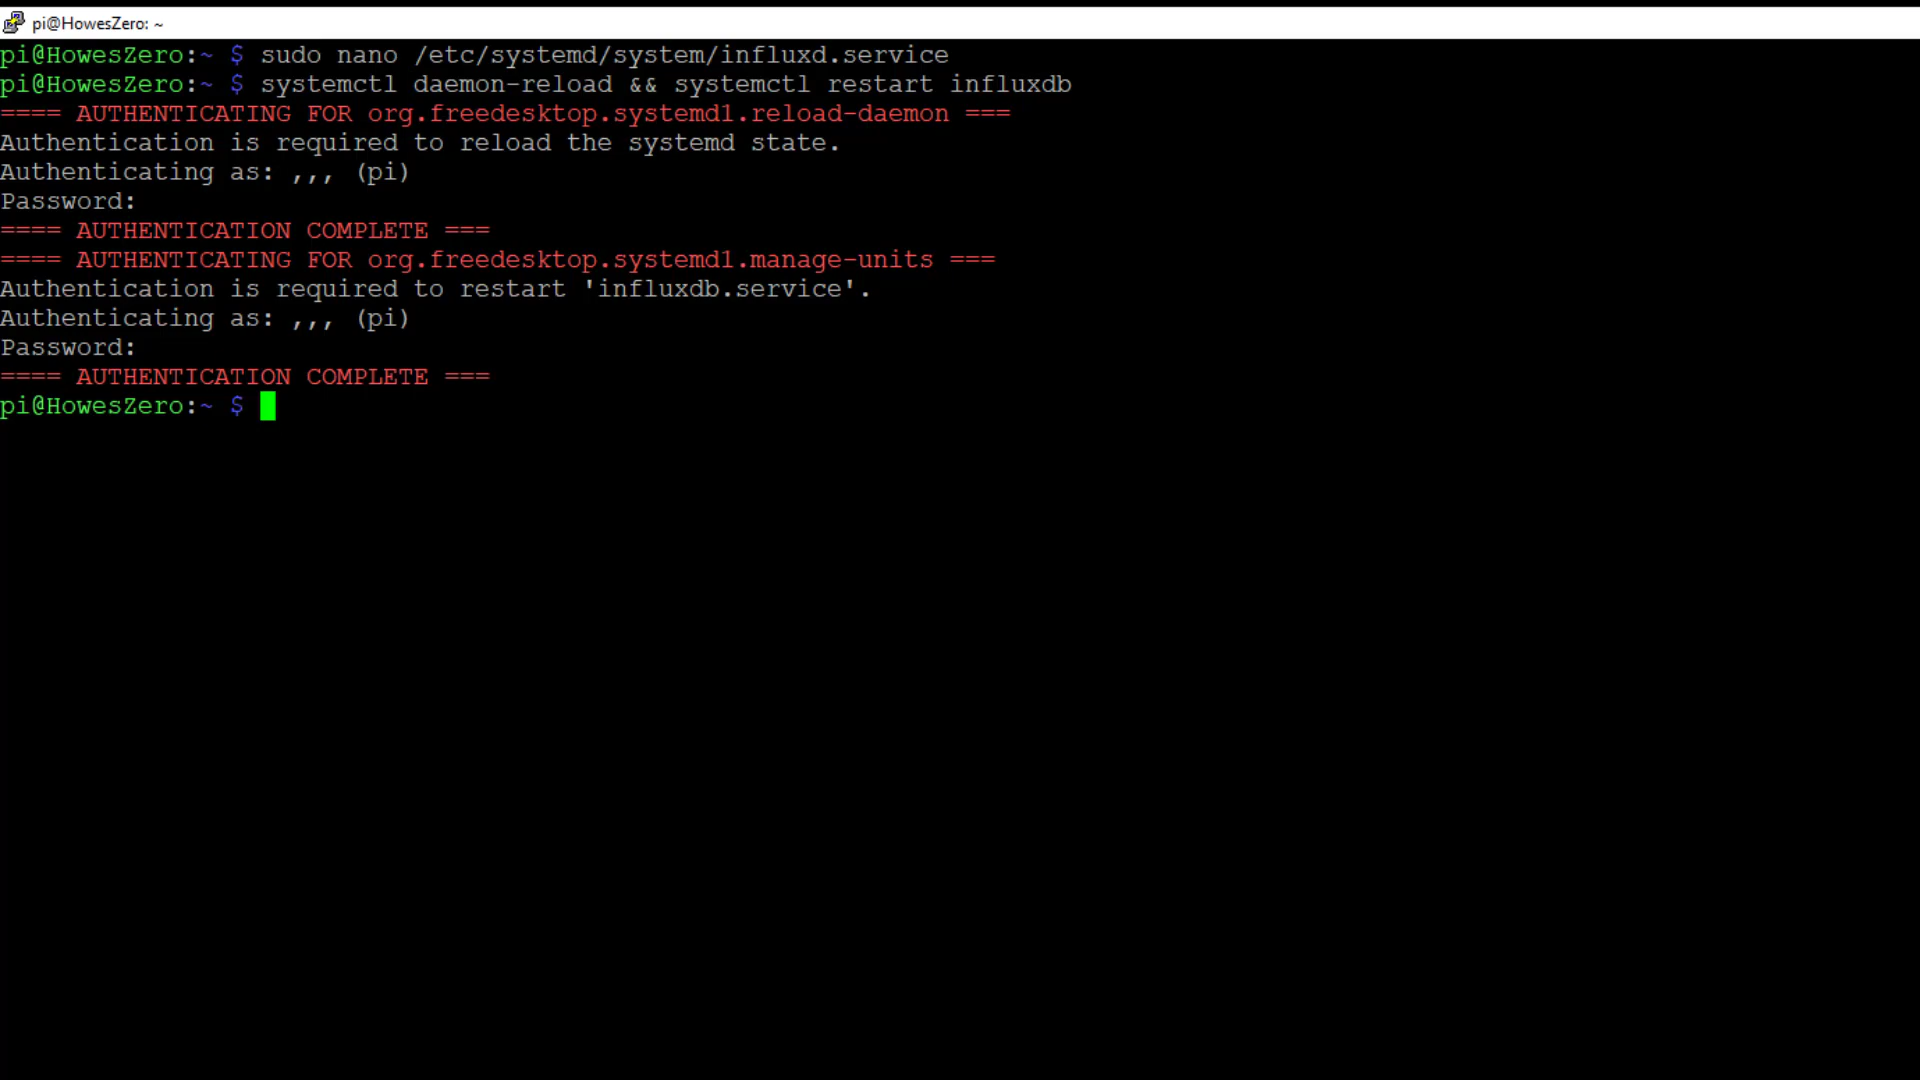 pi@HowesZero: ~
pi@HowesZero:~ $ sudo nano /etc/systemd/system/influxd.service
pi@HowesZero:~ $ systemctl daemon-reload && systemctl restart influxdb
==== AUTHENTICATING FOR org.freedesktop.systemd1.reload-daemon ===
Authentication is required to reload the systemd state.
Authenticating as: ,,, (pi)
Password:
==== AUTHENTICATION COMPLETE ===
==== AUTHENTICATING FOR org.freedesktop.systemd1.manage-units ===
Authentication is required to restart 'influxdb.service'.
Authenticating as: ,,, (pi)
Password:
==== AUTHENTICATION COMPLETE ===
pi@HowesZero:~ $